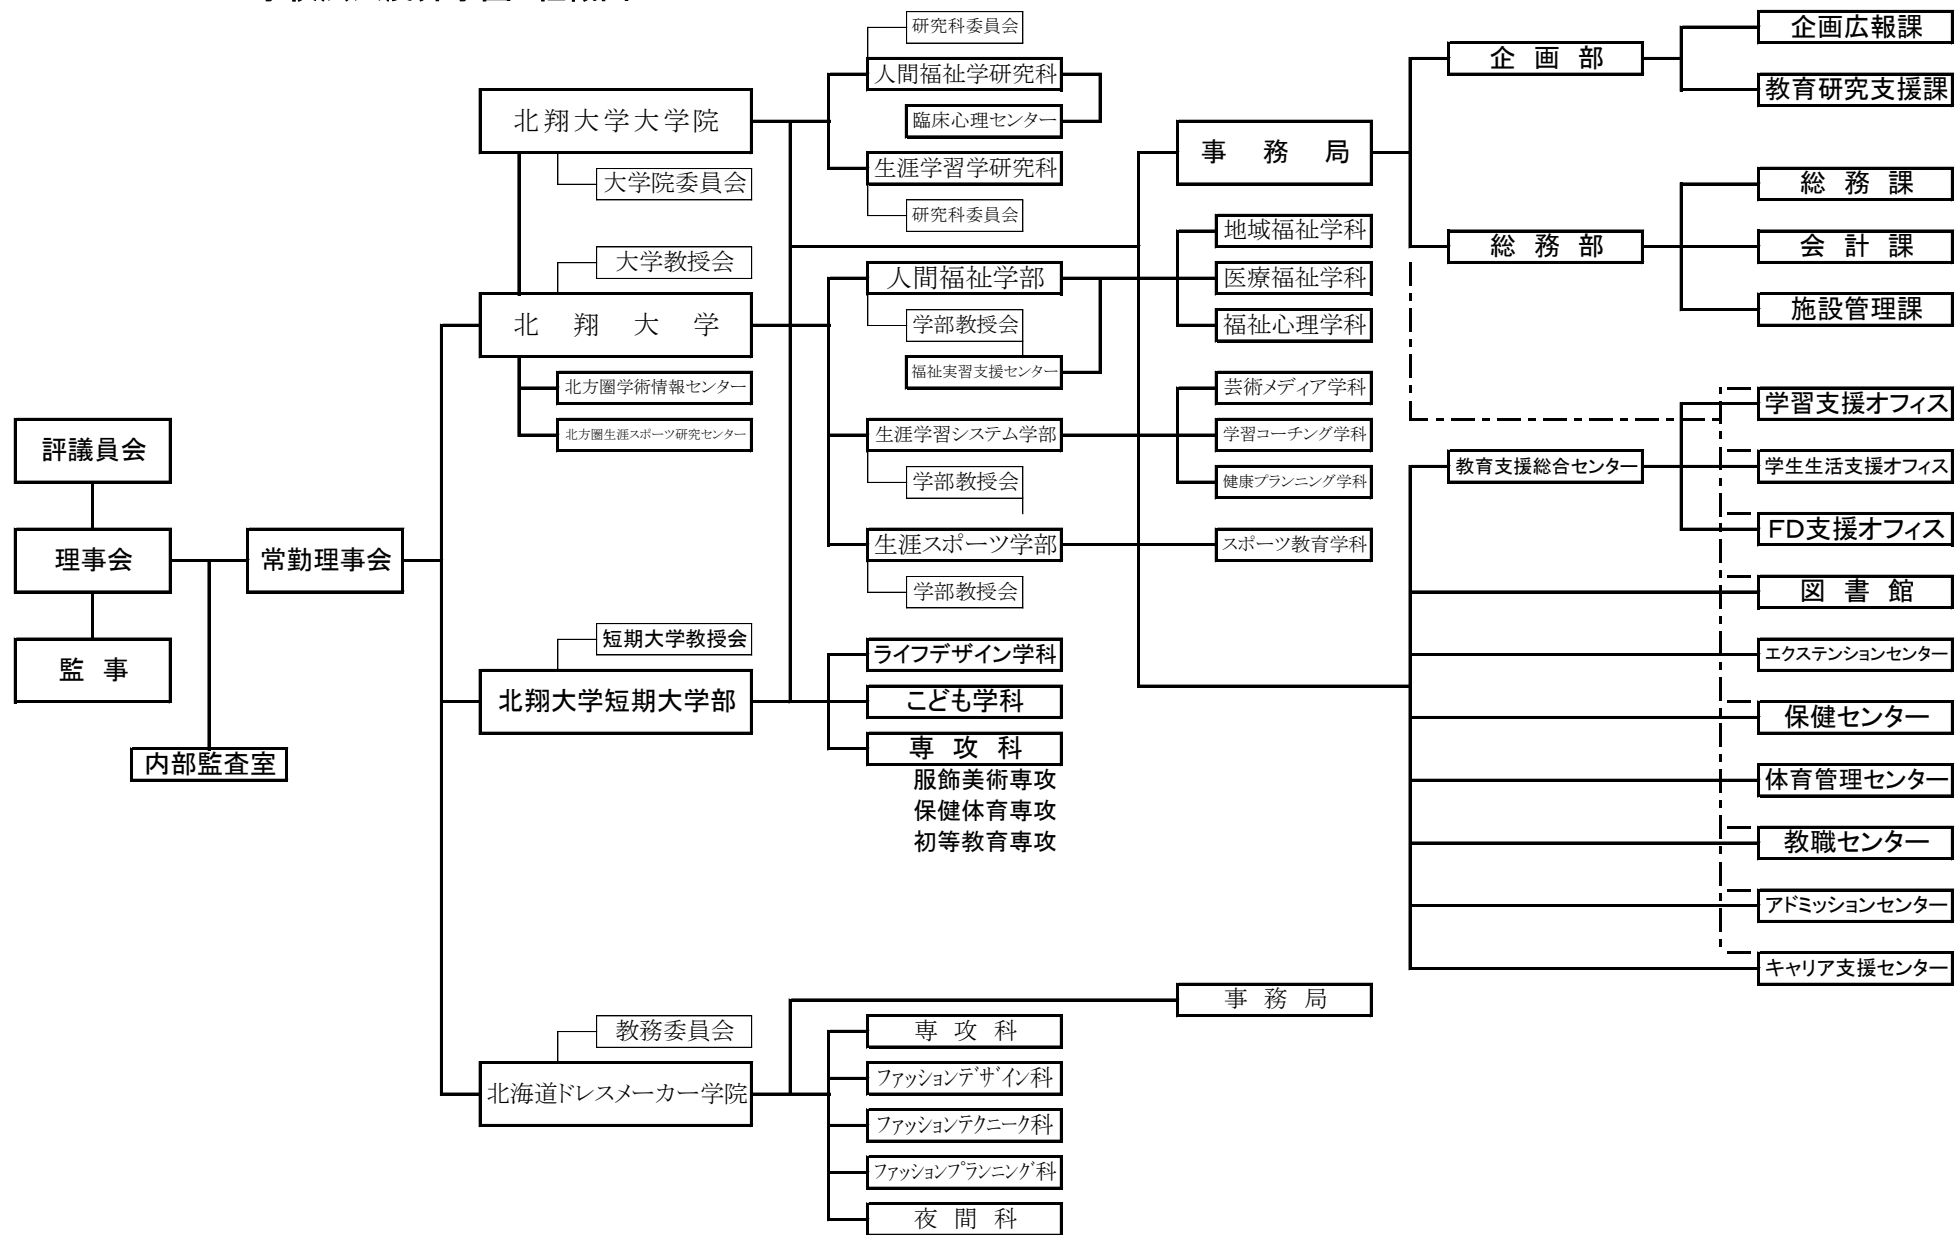 評議員会
理事会
監 事
常勤理事会
内部監査室
北翔大学大学院
大学院委員会
大学教授会
北 翔 大 学
北方圏学術情報センター
北方圏生涯スポーツ研究センター
短期大学教授会
北翔大学短期大学部
教務委員会
北海道ドレスメーカー学院
研究科委員会
人間福祉学研究科
臨床心理センター
生涯学習学研究科
研究科委員会
人間福祉学部
学部教授会
福祉実習支援センター
生涯学習システム学部
学部教授会
生涯スポーツ学部
学部教授会
ライフデザイン学科
こども学科
専 攻 科
服飾美術専攻
保健体育専攻
初等教育専攻
専 攻 科
ファッションデザイン科
ファッションテクニーク科
ファッションプランニング科
夜 間 科
事 務 局
地域福祉学科
医療福祉学科
福祉心理学科
芸術メディア学科
学習コーチング学科
健康プランニング学科
スポーツ教育学科
事 務 局
企 画 部
総 務 部
教育支援総合センター
企画広報課
教育研究支援課
総 務 課
会 計 課
施設管理課
学習支援オフィス
学生生活支援オフィス
FD支援オフィス
図 書 館
エクステンションセンター
保健センター
体育管理センター
教職センター
アドミッションセンター
キャリア支援センター